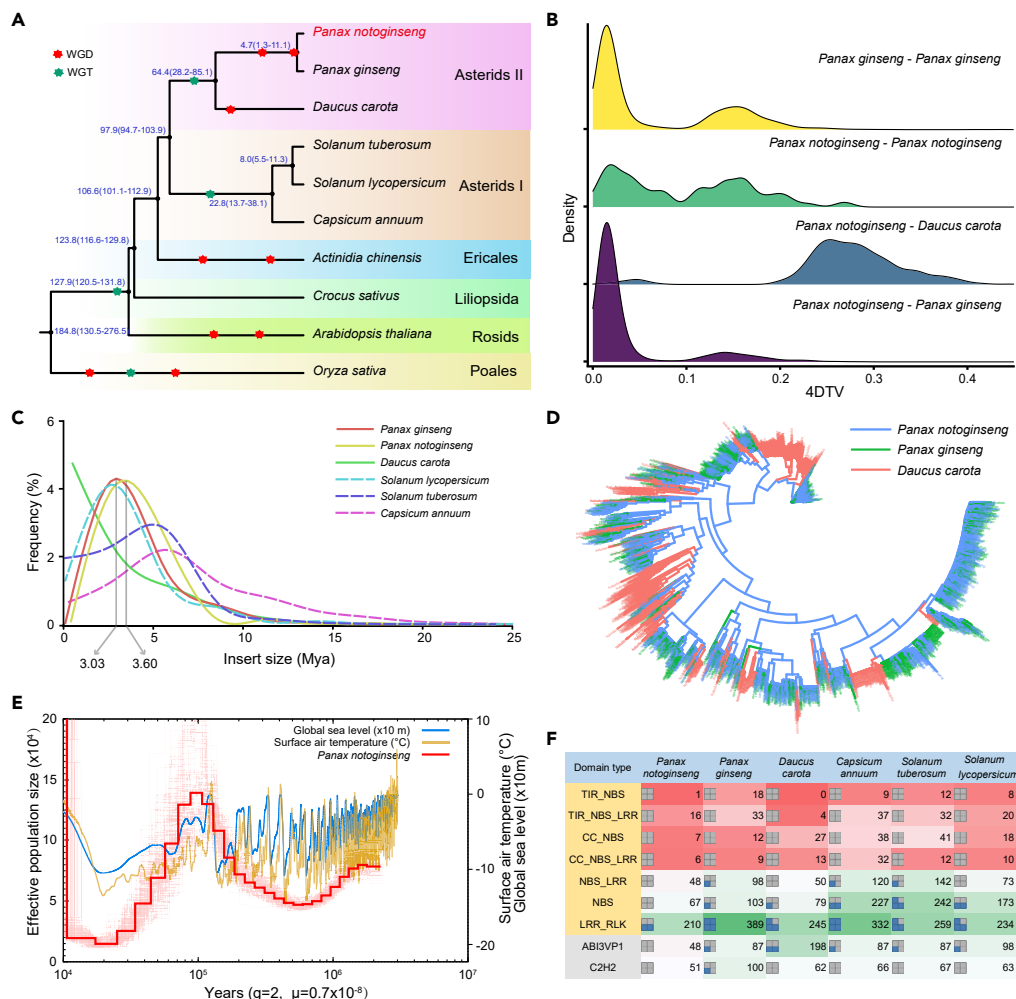 A
WGD
WGT
Panax notoginseng
4.7(1.3-11.1)
Panax ginseng
64.4(28.2-85.1)
Asterids II
Daucus carota
97.9(94.7-103.9)
Solanum tuberosum
8.0(5.5-11.3)
Solanum lycopersicum
Asterids I
106.6(101.1-112.9)
22.8(13.7-38.1)
Capsicum annuum
123.8(116.6-129.8)
Actinidia chinensis
Ericales
127.9(120.5-131.8)
Crocus sativus
Liliopsida
184.8(130.5-276.5)
Arabidopsis thaliana
Rosids
Oryza sativa
Poales
B
Panax ginseng - Panax ginseng
Panax notoginseng - Panax notoginseng
Panax notoginseng - Daucus carota
Panax notoginseng - Panax ginseng
Density
0.0 0.1 0.2 0.3 0.4
4DTV
C
6
4
2
0
Frequency (%)
Panax ginseng
Panax notoginseng
Daucus carota
Solanum lycopersicum
Solanum tuberosum
Capsicum annuum
0 5 10 15 20 25
3.03 3.60
Insert size (Mya)
D
Panax notoginseng
Panax ginseng
Daucus carota
E
20
15
10
5
0
Effective population size (x10⁴)
Global sea level (x10 m)
Surface air temperature (°C)
Panax notoginseng
10
0
-10
-20
Surface air temperature (°C)
Global sea level (x10m)
10⁴ 10⁵ 10⁶ 10⁷
Years (g=2, μ=0.7x10⁻⁸)
F
Domain type Panax notoginseng Panax ginseng Daucus carota Capsicum annuum Solanum tuberosum Solanum lycopersicum
TIR_NBS 1 18 0 9 12 8
TIR_NBS_LRR 16 33 4 37 32 20
CC_NBS 7 12 27 38 41 18
CC_NBS_LRR 6 9 13 32 12 10
NBS_LRR 48 98 50 120 142 73
NBS 67 103 79 227 242 173
LRR_RLK 210 389 245 332 259 234
ABI3VP1 48 87 198 87 87 98
C2H2 51 100 62 66 67 63